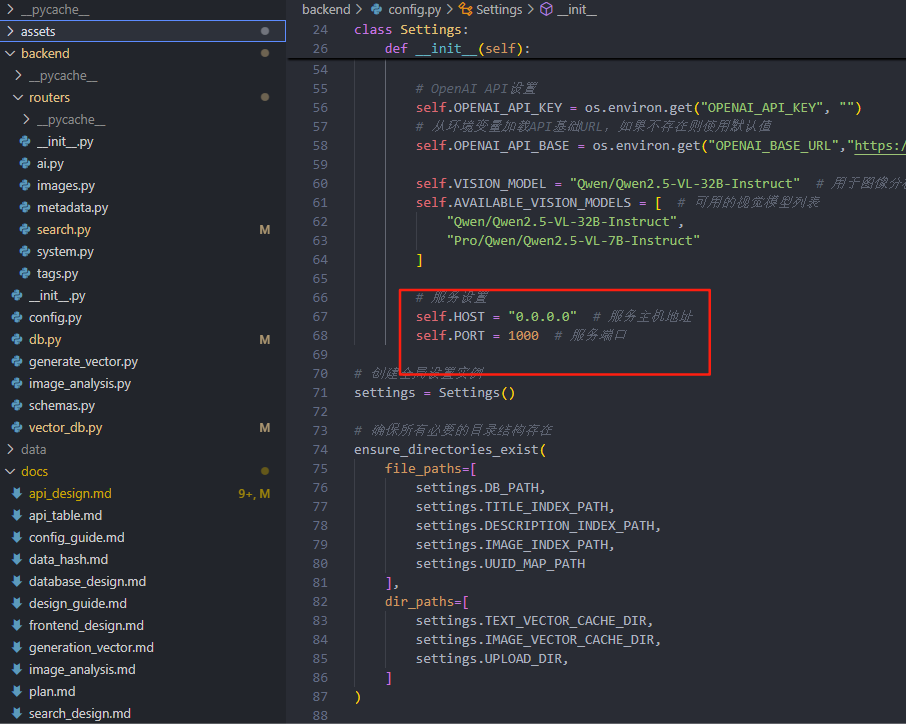 __pycache__
assets
backend
__pycache__
routers
__pycache__
__init__.py
ai.py
images.py
metadata.py
search.py M
system.py
tags.py
__init__.py
config.py
db.py M
generate_vector.py
image_analysis.py
schemas.py
vector_db.py M
data
docs
api_design.md 9+, M
api_table.md
config_guide.md
data_hash.md
database_design.md
design_guide.md
frontend_design.md
generation_vector.md
image_analysis.md
plan.md
search_design.md
backend > config.py > Settings > __init__
24 class Settings:
26 def __init__(self):
54
55 # OpenAI API设置
56 self.OPENAI_API_KEY = os.environ.get("OPENAI_API_KEY", "")
57 # 从环境变量加载API基础URL，如果不存在则使用默认值
58 self.OPENAI_API_BASE = os.environ.get("OPENAI_BASE_URL","https:/
59
60 self.VISION_MODEL = "Qwen/Qwen2.5-VL-32B-Instruct" # 用于图像分
61 self.AVAILABLE_VISION_MODELS = [ # 可用的视觉模型列表
62 "Qwen/Qwen2.5-VL-32B-Instruct",
63 "Pro/Qwen/Qwen2.5-VL-7B-Instruct"
64 ]
65
66 # 服务设置
67 self.HOST = "0.0.0.0" # 服务主机地址
68 self.PORT = 1000 # 服务端口
69
70 # 创建全局设置实例
71 settings = Settings()
72
73 # 确保所有必要的目录结构存在
74 ensure_directories_exist(
75 file_paths=[
76 settings.DB_PATH,
77 settings.TITLE_INDEX_PATH,
78 settings.DESCRIPTION_INDEX_PATH,
79 settings.IMAGE_INDEX_PATH,
80 settings.UUID_MAP_PATH
81 ],
82 dir_paths=[
83 settings.TEXT_VECTOR_CACHE_DIR,
84 settings.IMAGE_VECTOR_CACHE_DIR,
85 settings.UPLOAD_DIR,
86 ]
87 )
88